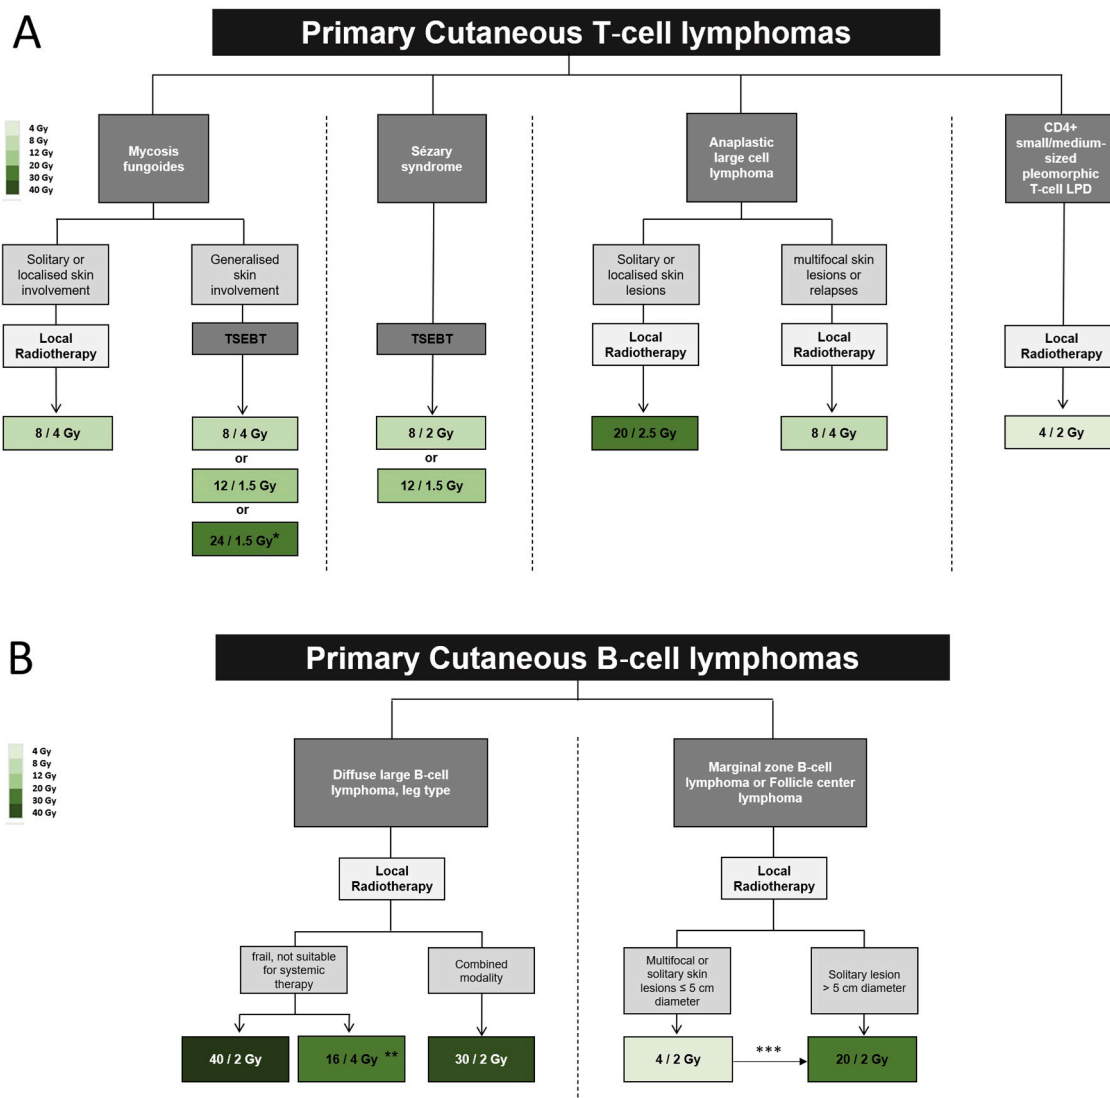 A
Primary Cutaneous T-cell lymphomas
4 Gy
8 Gy
12 Gy
20 Gy
30 Gy
40 Gy
Mycosis
fungoides
Sézary
syndrome
Anaplastic
large cell
lymphoma
CD4+
small/medium-
sized
pleomorphic
T-cell LPD
Solitary or
localised skin
involvement
Generalised
skin
involvement
Solitary or
localised skin
lesions
multifocal skin
lesions or
relapses
Local
Radiotherapy
TSEBT
TSEBT
Local
Radiotherapy
Local
Radiotherapy
Local
Radiotherapy
8 / 4 Gy
8 / 4 Gy
or
12 / 1.5 Gy
or
24 / 1.5 Gy*
8 / 2 Gy
or
12 / 1.5 Gy
20 / 2.5 Gy
8 / 4 Gy
4 / 2 Gy
B
Primary Cutaneous B-cell lymphomas
4 Gy
8 Gy
12 Gy
20 Gy
30 Gy
40 Gy
Diffuse large B-cell
lymphoma, leg type
Marginal zone B-cell
lymphoma or Follicle center
lymphoma
Local
Radiotherapy
Local
Radiotherapy
frail, not suitable
for systemic
therapy
Combined
modality
Multifocal or
solitary skin
lesions ≤ 5 cm
diameter
Solitary lesion
> 5 cm diameter
40 / 2 Gy
16 / 4 Gy **
30 / 2 Gy
4 / 2 Gy
***
20 / 2 Gy